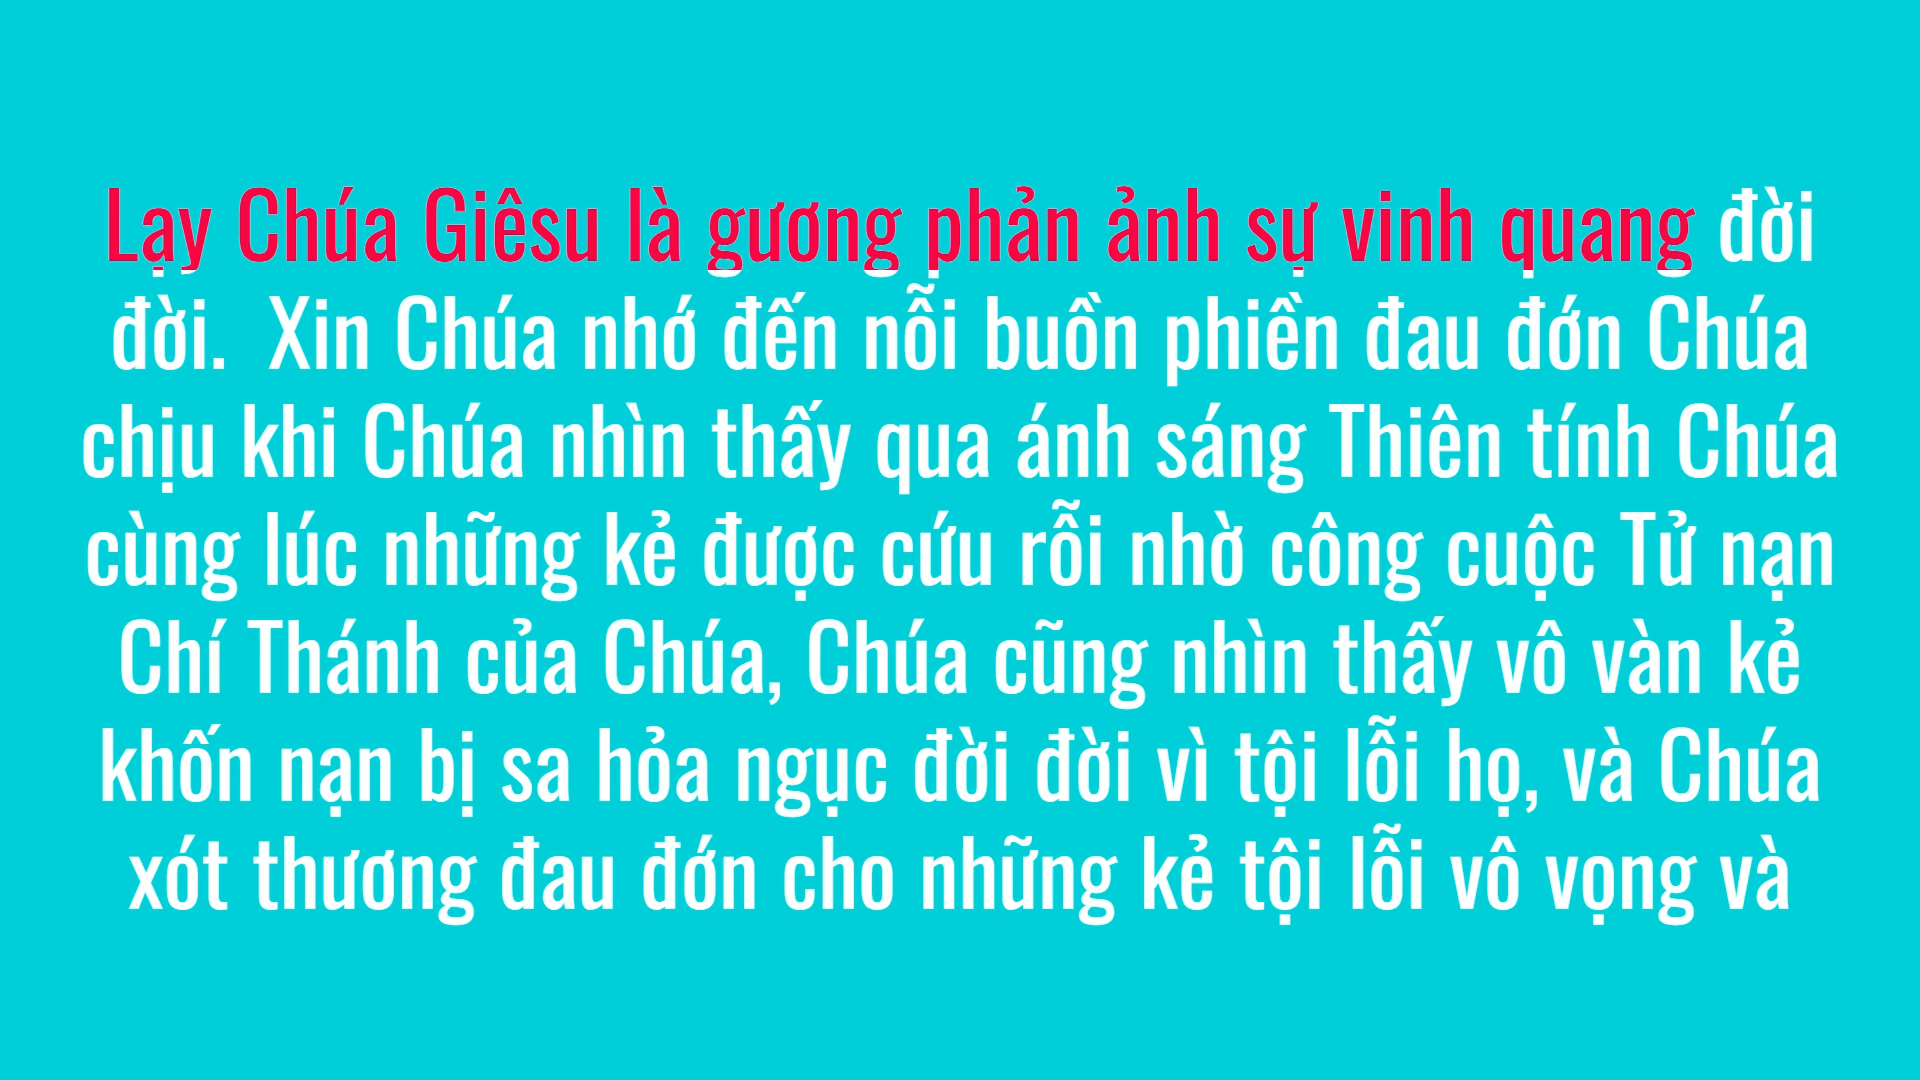 Lạy Chúa Giêsu là gương phản ảnh sự vinh quang đời
đời.  Xin Chúa nhớ đến nỗi buồn phiền đau đớn Chúa
chịu khi Chúa nhìn thấy qua ánh sáng Thiên tính Chúa
cùng lúc những kẻ được cứu rỗi nhờ công cuộc Tử nạn
Chí Thánh của Chúa, Chúa cũng nhìn thấy vô vàn kẻ
khốn nạn bị sa hỏa ngục đời đời vì tội lỗi họ, và Chúa
xót thương đau đớn cho những kẻ tội lỗi vô vọng và